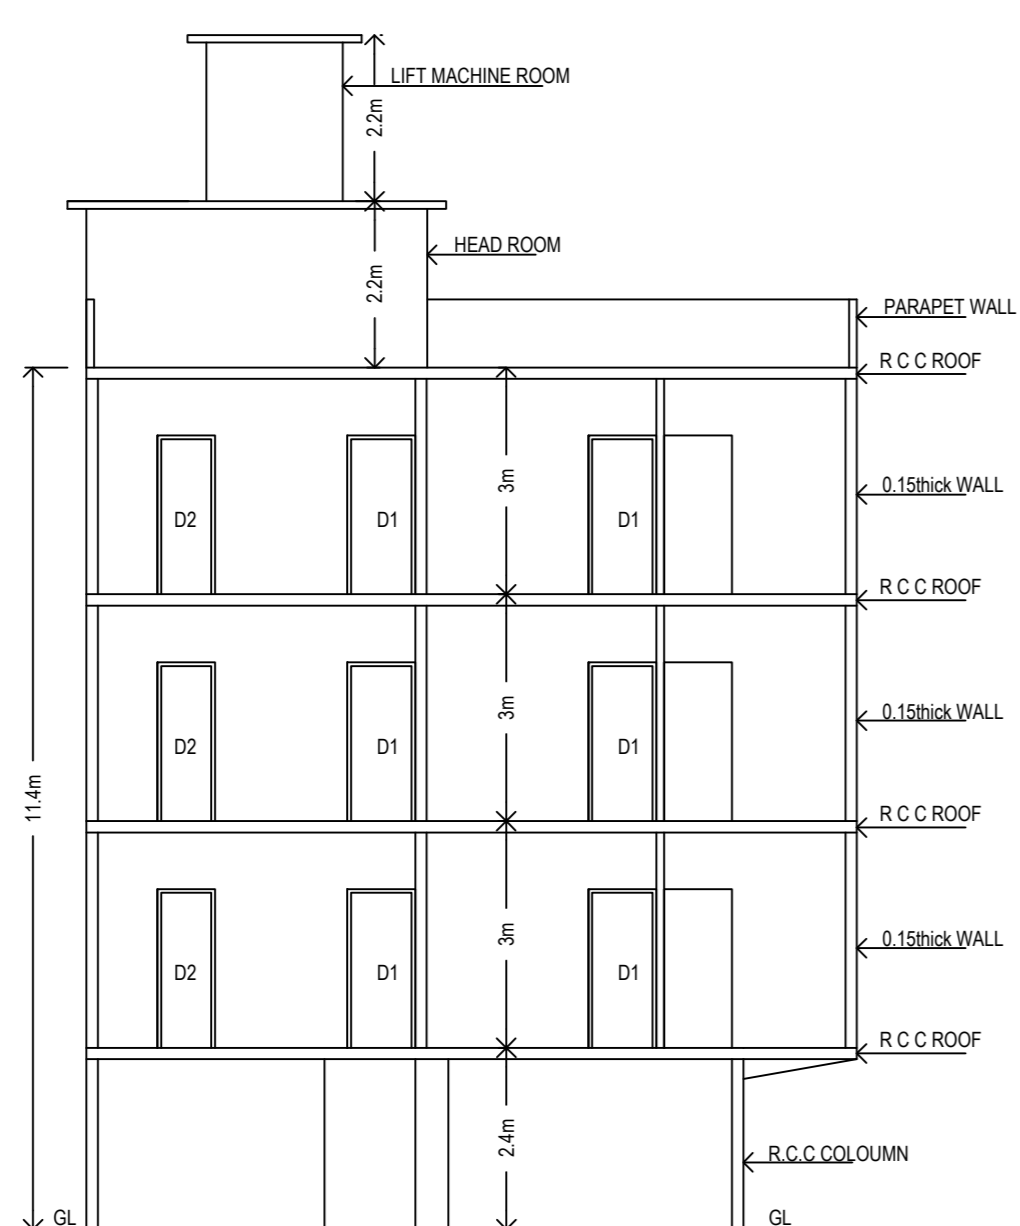 LIFT MACHINE ROOM
2.2m
HEAD ROOM
2.2m
PARAPET WALL
R C C ROOF
3m
0.15thick WALL
D2
D1
D1
R C C ROOF
3m
0.15thick WALL
D2
D1
D1
11.4m
R C C ROOF
3m
0.15thick WALL
D2
D1
D1
R C C ROOF
2.4m
R.C.C COLOUMN
GL
GL